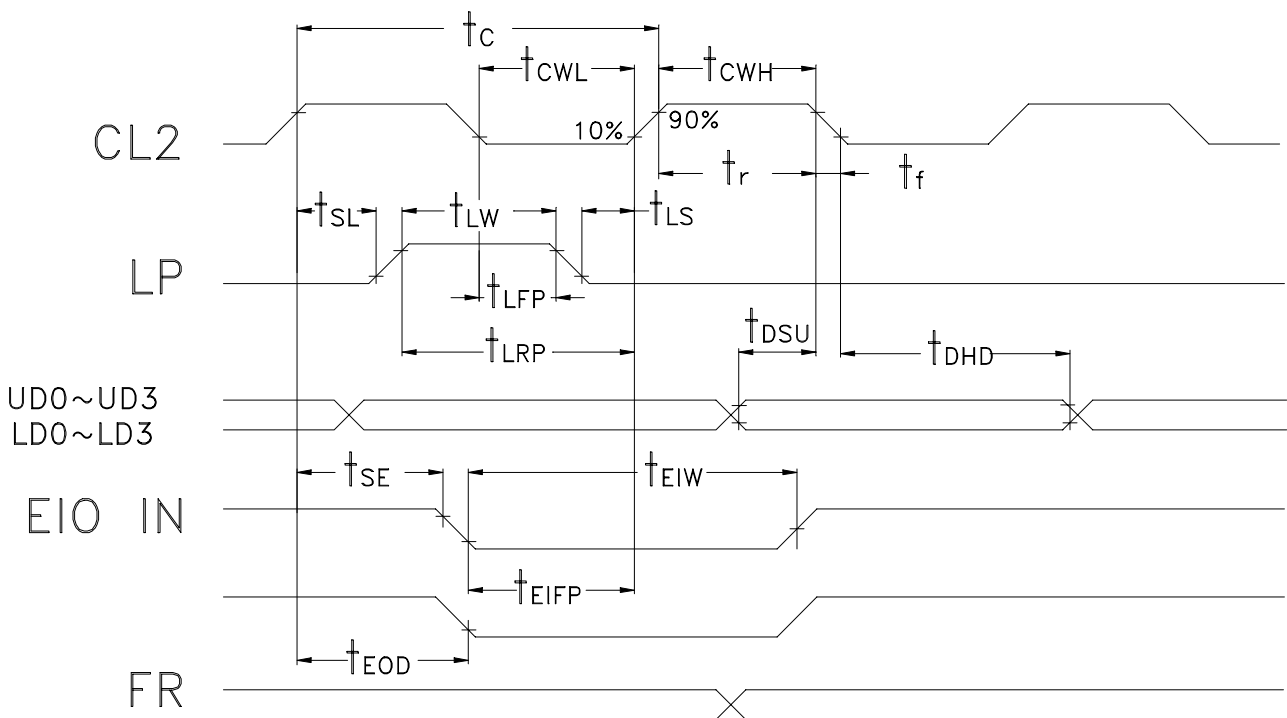 tC
tCWL
tCWH
CL2
10%
90%
tr
tf
tSL
tLW
tLS
LP
tLFP
tLRP
tDSU
tDHD
UD0~UD3
LD0~LD3
tSE
tEIW
EIO IN
tEIFP
tEOD
FR